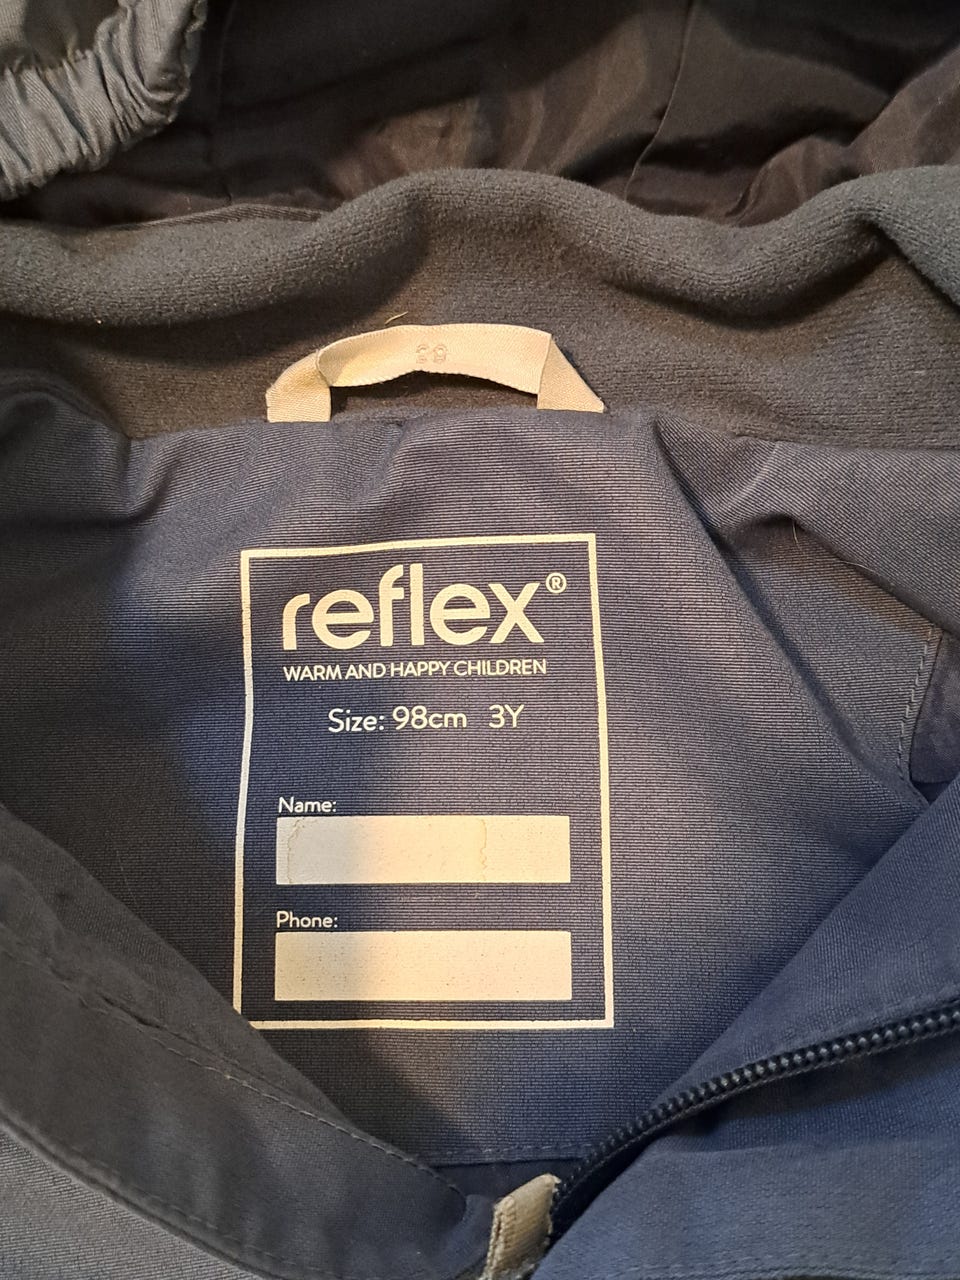 reflex®
WARM AND HAPPY CHILDREN
Size: 98cm 3Y
Name:
Phone: